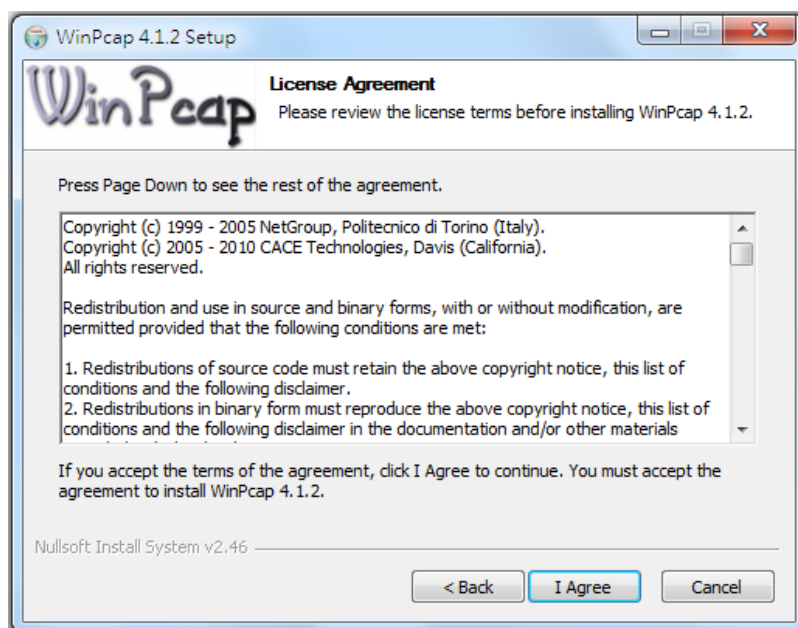 WinPcap 4.1.2 Setup
WinPcap
License Agreement
Please review the license terms before installing WinPcap 4.1.2.
Press Page Down to see the rest of the agreement.
Copyright (c) 1999 - 2005 NetGroup, Politecnico di Torino (Italy).
Copyright (c) 2005 - 2010 CACE Technologies, Davis (California).
All rights reserved.
Redistribution and use in source and binary forms, with or without modification, are
permitted provided that the following conditions are met:
1. Redistributions of source code must retain the above copyright notice, this list of
conditions and the following disclaimer.
2. Redistributions in binary form must reproduce the above copyright notice, this list of
conditions and the following disclaimer in the documentation and/or other materials
If you accept the terms of the agreement, click I Agree to continue. You must accept the
agreement to install WinPcap 4.1.2.
Nullsoft Install System v2.46
< Back
I Agree
Cancel